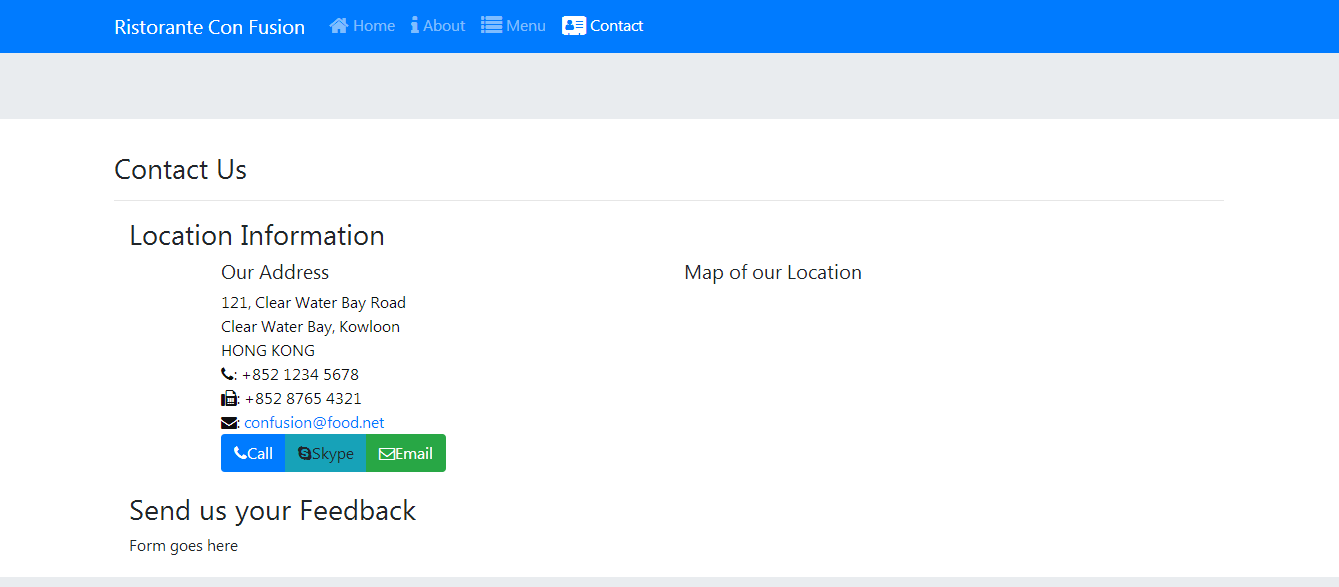 Ristorante Con Fusion Home About Menu Contact
Contact Us
Location Information
Our Address
121, Clear Water Bay Road
Clear Water Bay, Kowloon
HONG KONG
: +852 1234 5678
: +852 8765 4321
: confusion@food.net
Call Skype Email
Map of our Location
Send us your Feedback
Form goes here